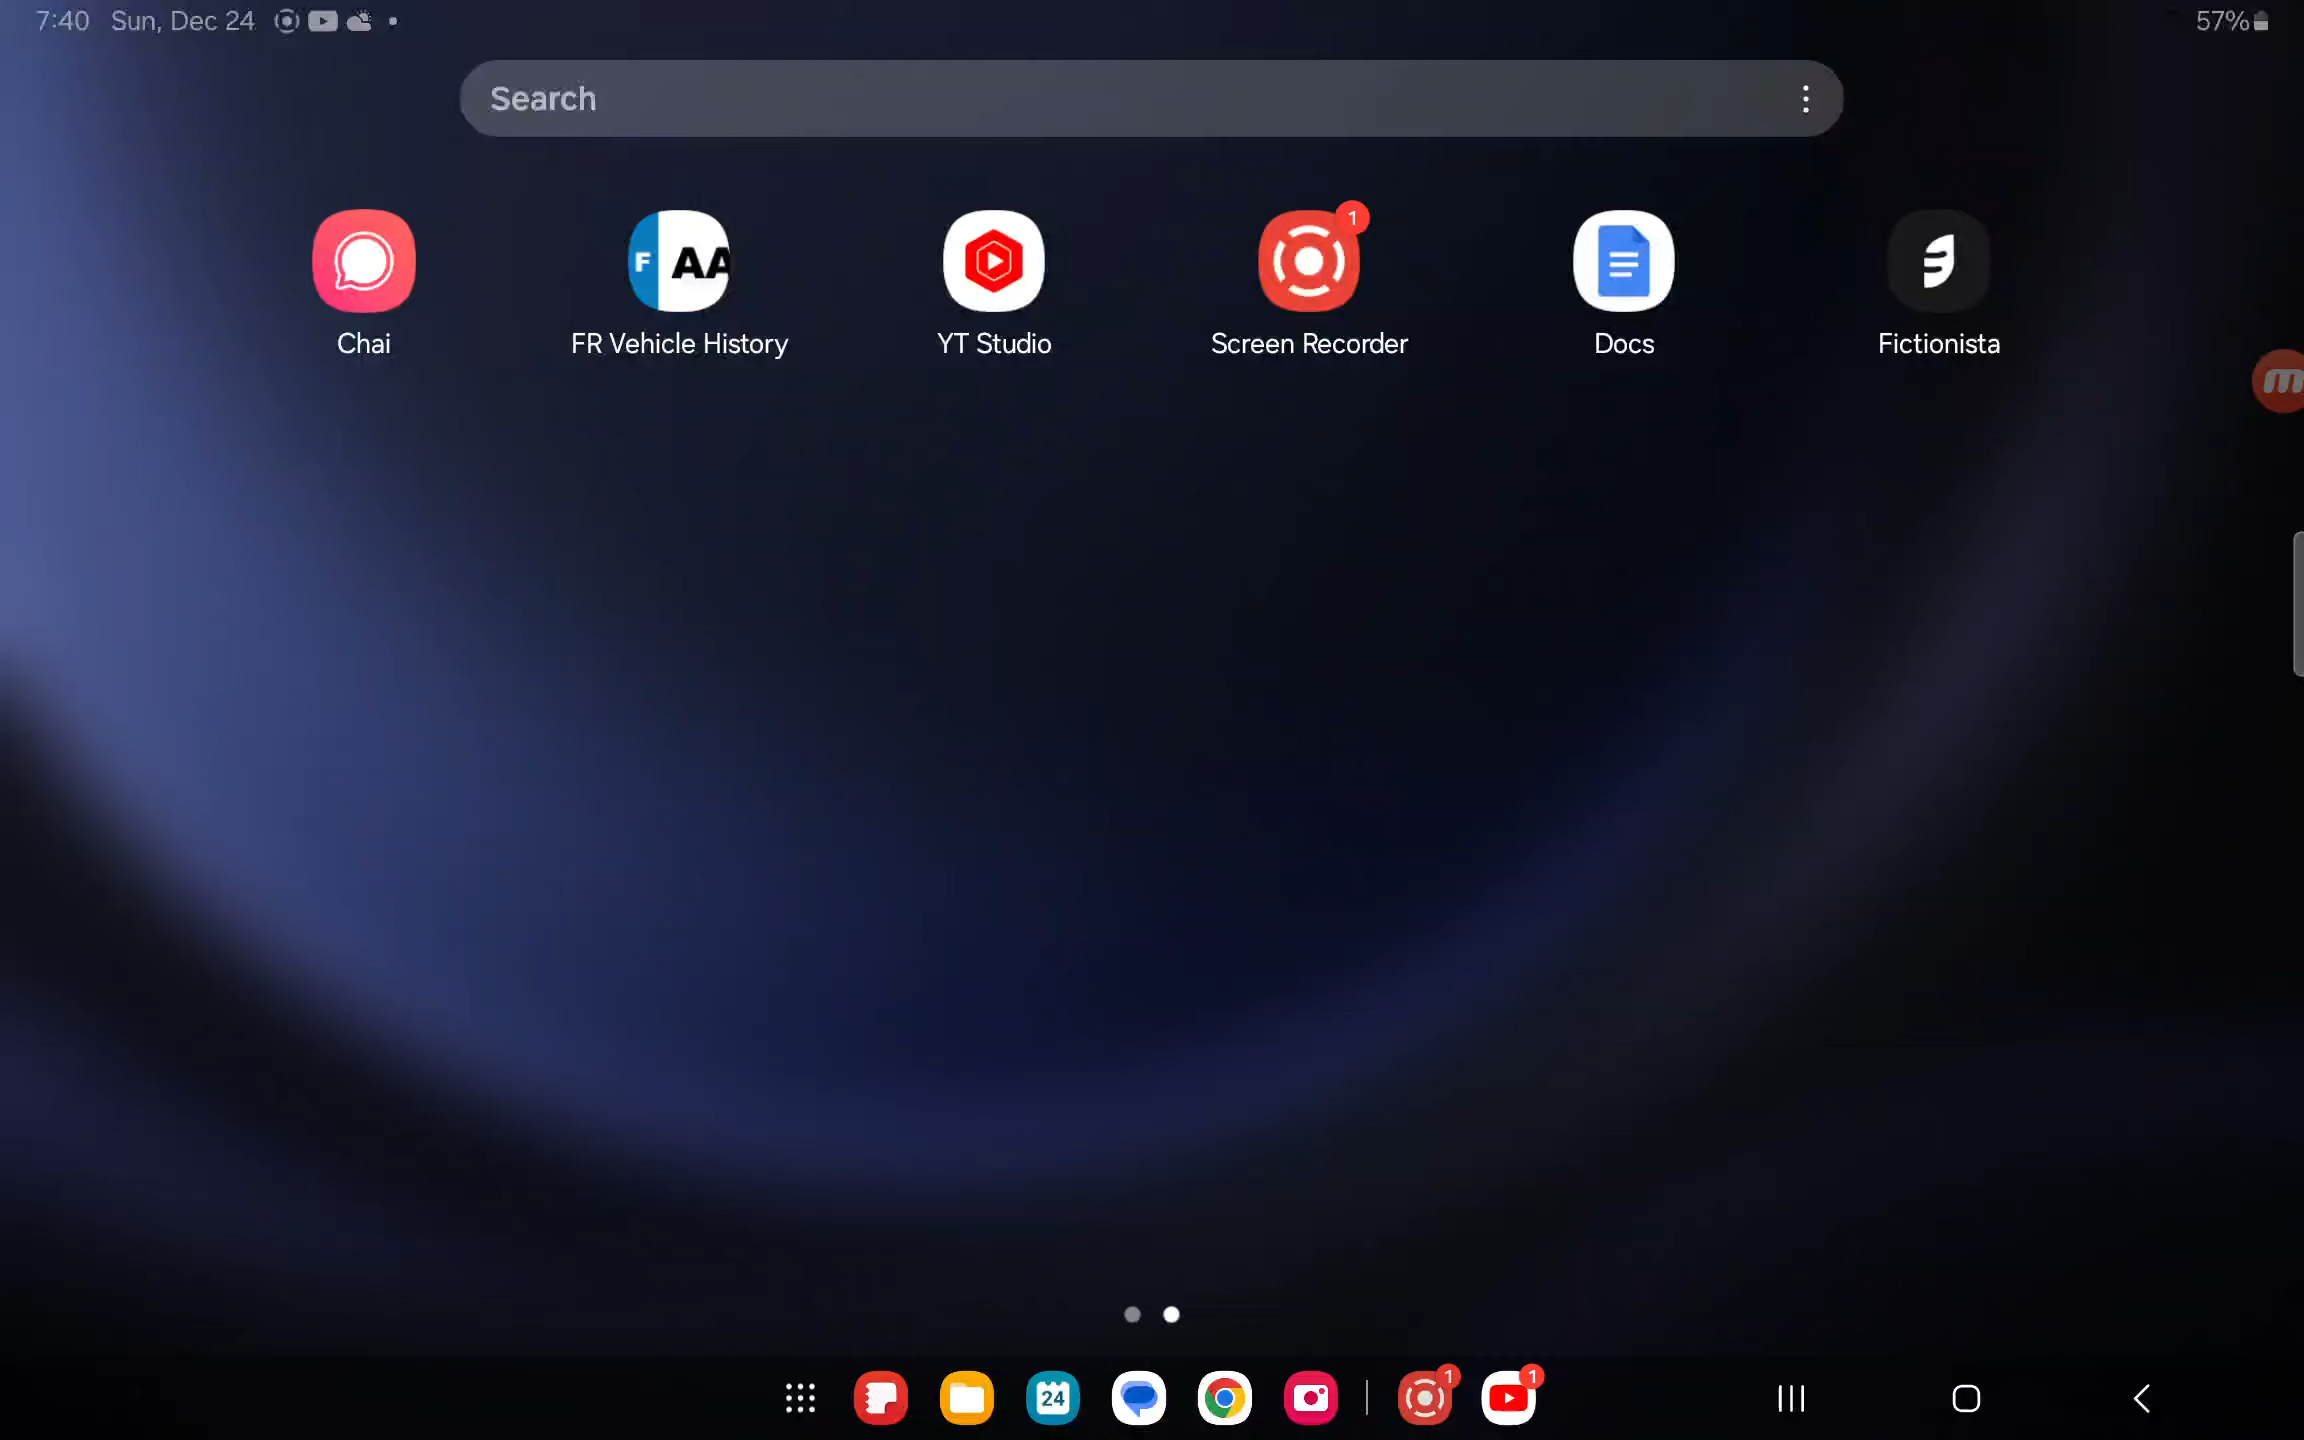 7:40 Sun, Dec 24 57%
Search
1
F AA
Chai FR Vehicle History YT Studio Screen Recorder Docs Fictionista
m
24 1 1